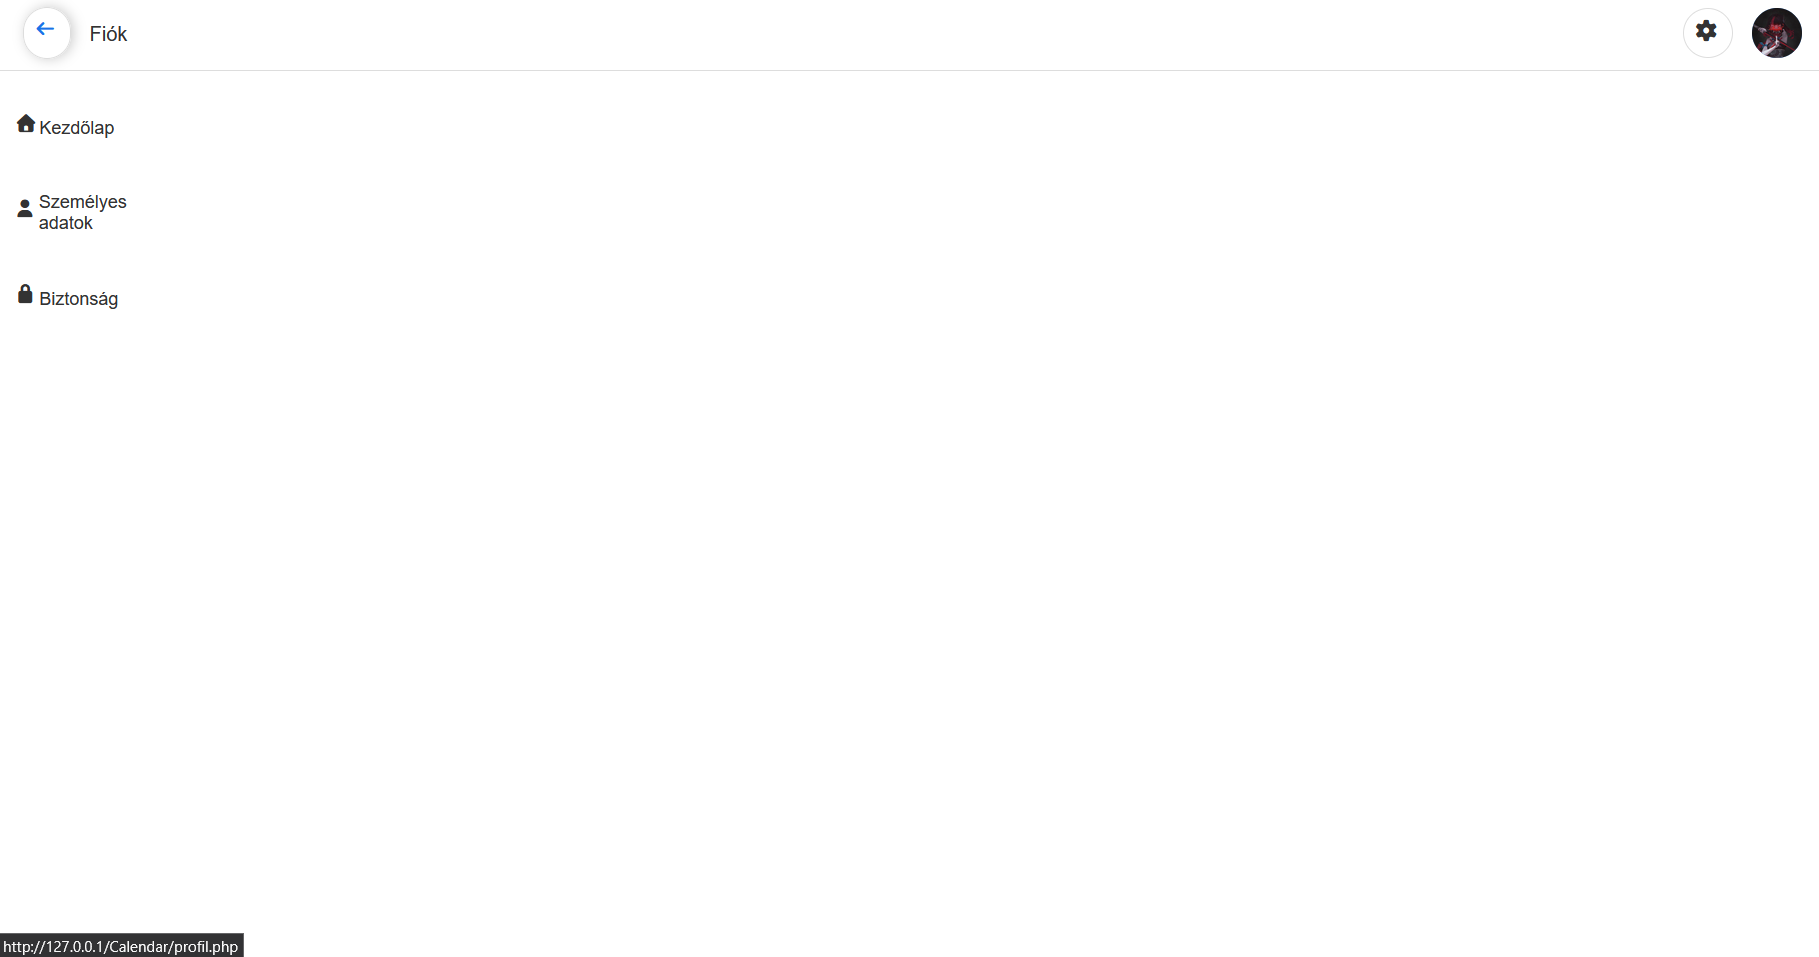 Fiók
Kezdőlap
Személyes
adatok
Biztonság
http://127.0.0.1/Calendar/profil.php